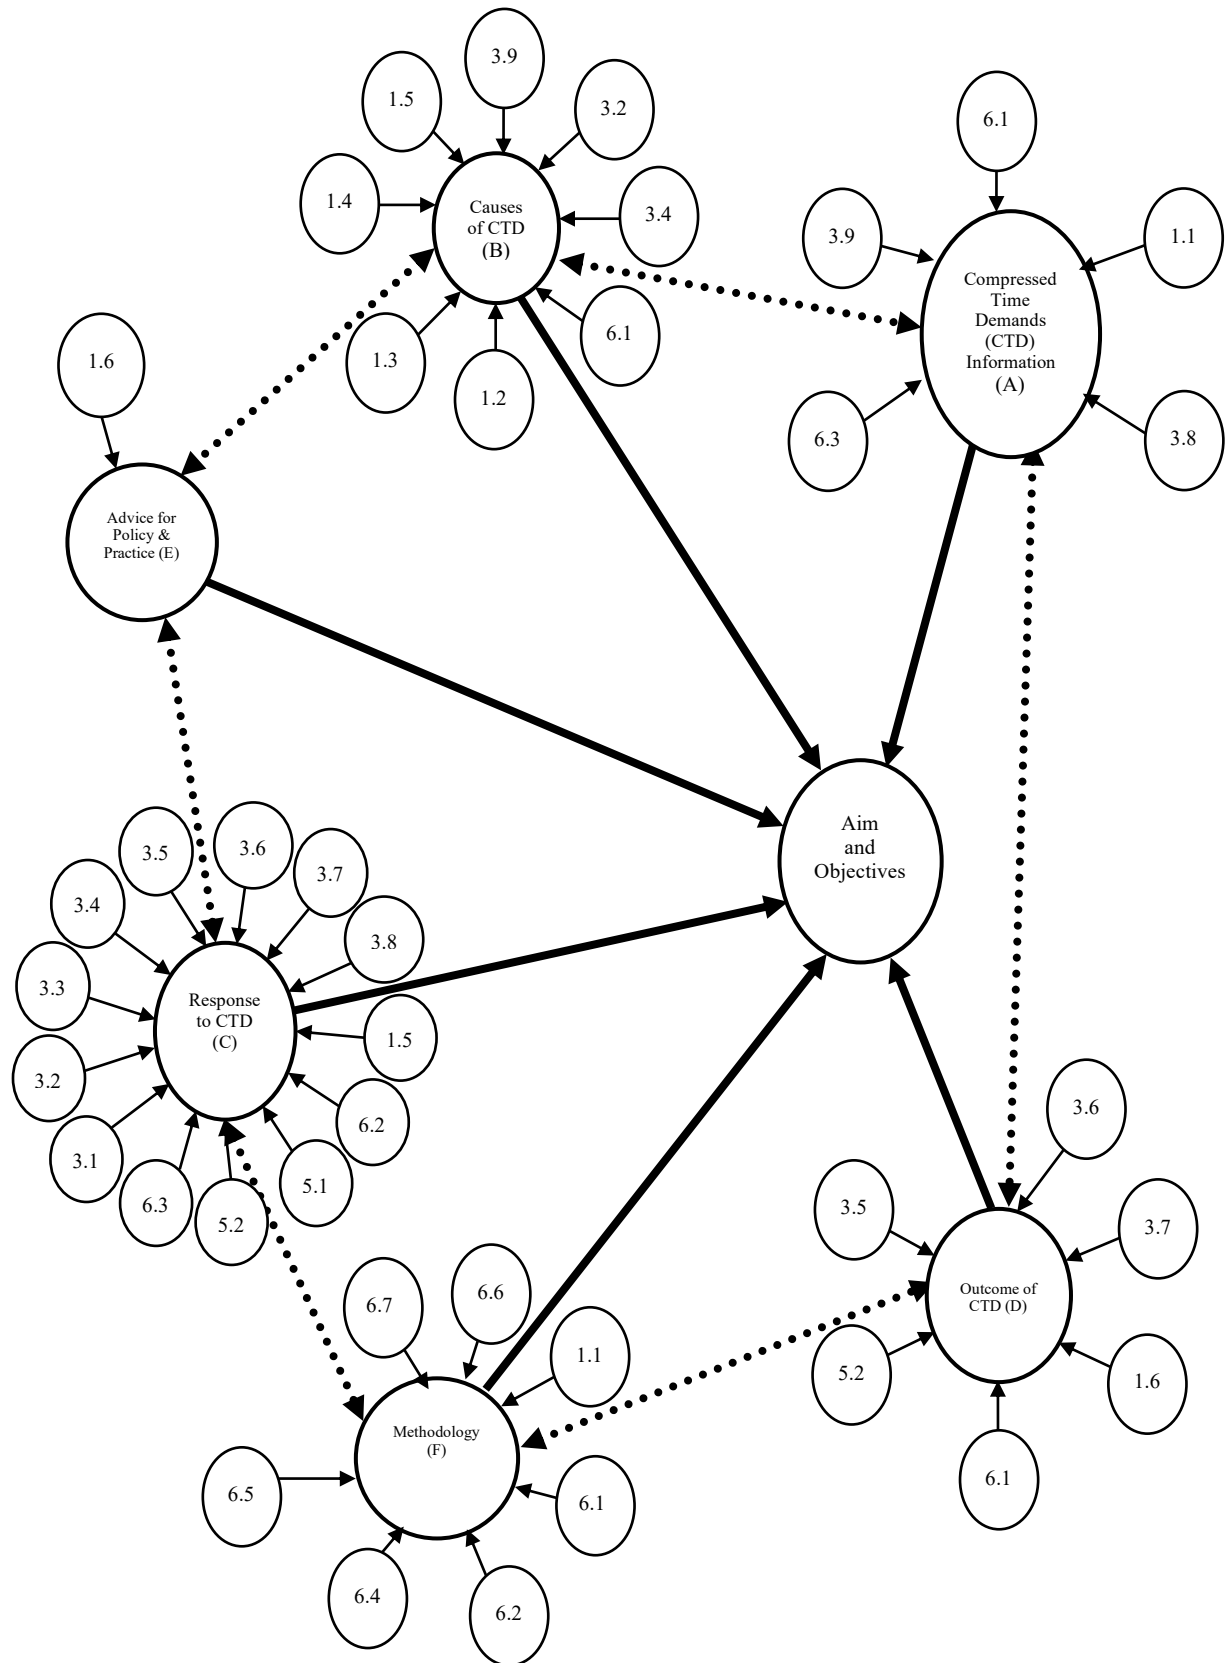 3.9
1.5
3.2
6.1
1.4
Causes
of CTD
(B)
3.4
3.9
1.1
Compressed
Time
Demands
(CTD)
Information
(A)
1.3
1.2
6.1
1.6
6.3
3.8
Advice for
Policy &
Practice (E)
Aim
and
Objectives
3.5
3.6
3.7
3.4
3.8
3.3
Response
to CTD
(C)
1.5
3.2
6.2
3.1
5.1
6.3
5.2
3.6
3.5
3.7
Outcome of
CTD (D)
5.2
1.6
6.1
6.7
6.6
1.1
Methodology
(F)
6.5
6.1
6.4
6.2